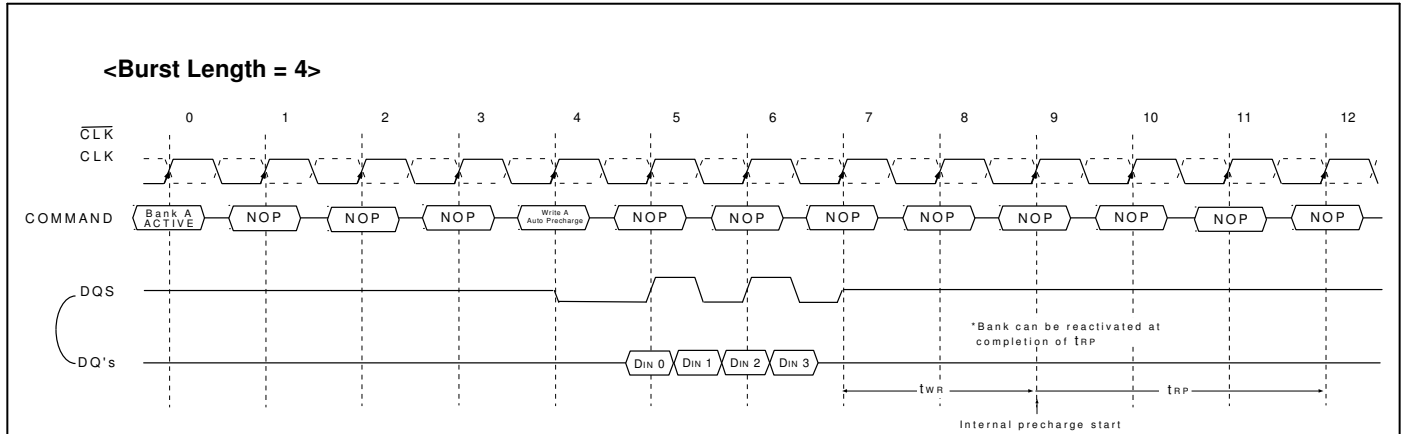 <Burst Length = 4>
0 1 2 3 4 5 6 7 8 9 10 11 12
CLK
CLK
COMMAND
Bank A
ACTIVE
NOP NOP NOP
Write A
Auto Precharge
NOP NOP NOP NOP NOP NOP NOP NOP
DQS
*Bank can be reactivated at
completion of tRP
DQ's
DIN 0 DIN 1 DIN 2 DIN 3
tWR
tRP
Internal precharge start